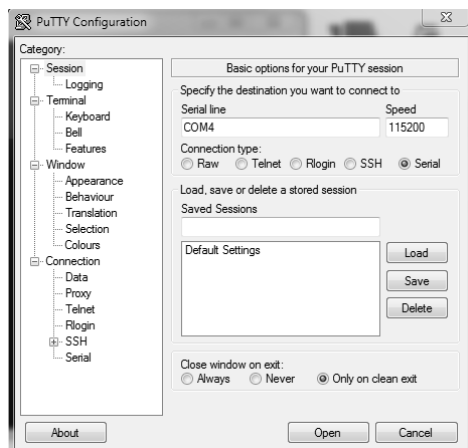 PuTTY Configuration
Category:
Session
Logging
Terminal
Keyboard
Bell
Features
Window
Appearance
Behaviour
Translation
Selection
Colours
Connection
Data
Proxy
Telnet
Rlogin
SSH
Serial
Basic options for your PuTTY session
Specify the destination you want to connect to
Serial line Speed
COM4 115200
Connection type:
Raw Telnet Rlogin SSH Serial
Load, save or delete a stored session
Saved Sessions
Default Settings
Load
Save
Delete
Close window on exit:
Always Never Only on clean exit
About Open Cancel